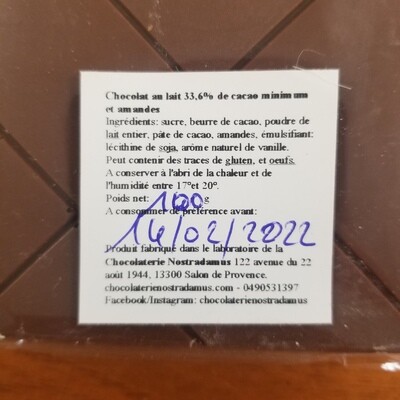 Chocolat au lait 33,6% de cacao minimum
et amandes
Ingrédients: sucre, beurre de cacao, poudre de
lait entier, pâte de cacao, amandes, émulsifiant:
lécithine de soja, arôme naturel de vanille.
Peut contenir des traces de gluten, et oeufs.
A conserver à l'abri de la chaleur et de
l'humidité entre 17°et 20°.
Poids net: 100 g
A consommer de préférence avant:
14/02/2022
Produit fabriqué dans le laboratoire de la
Chocolaterie Nostradamus 122 avenue du 22
août 1944, 13300 Salon de Provence.
chocolaterienostradamus.com - 0490531397
Facebook/Instagram: chocolaterienostradamus